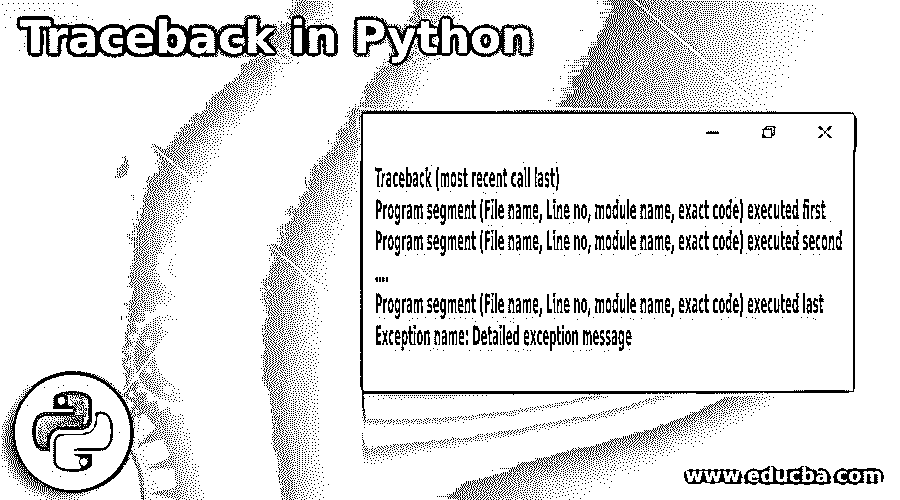 Traceback in Python
Traceback (most recent call last)
Program segment (File name, Line no, module name, exact code) executed first
Program segment (File name, Line no, module name, exact code) executed second
....
Program segment (File name, Line no, module name, exact code) executed last
Exception name: Detailed exception message
www.educba.com